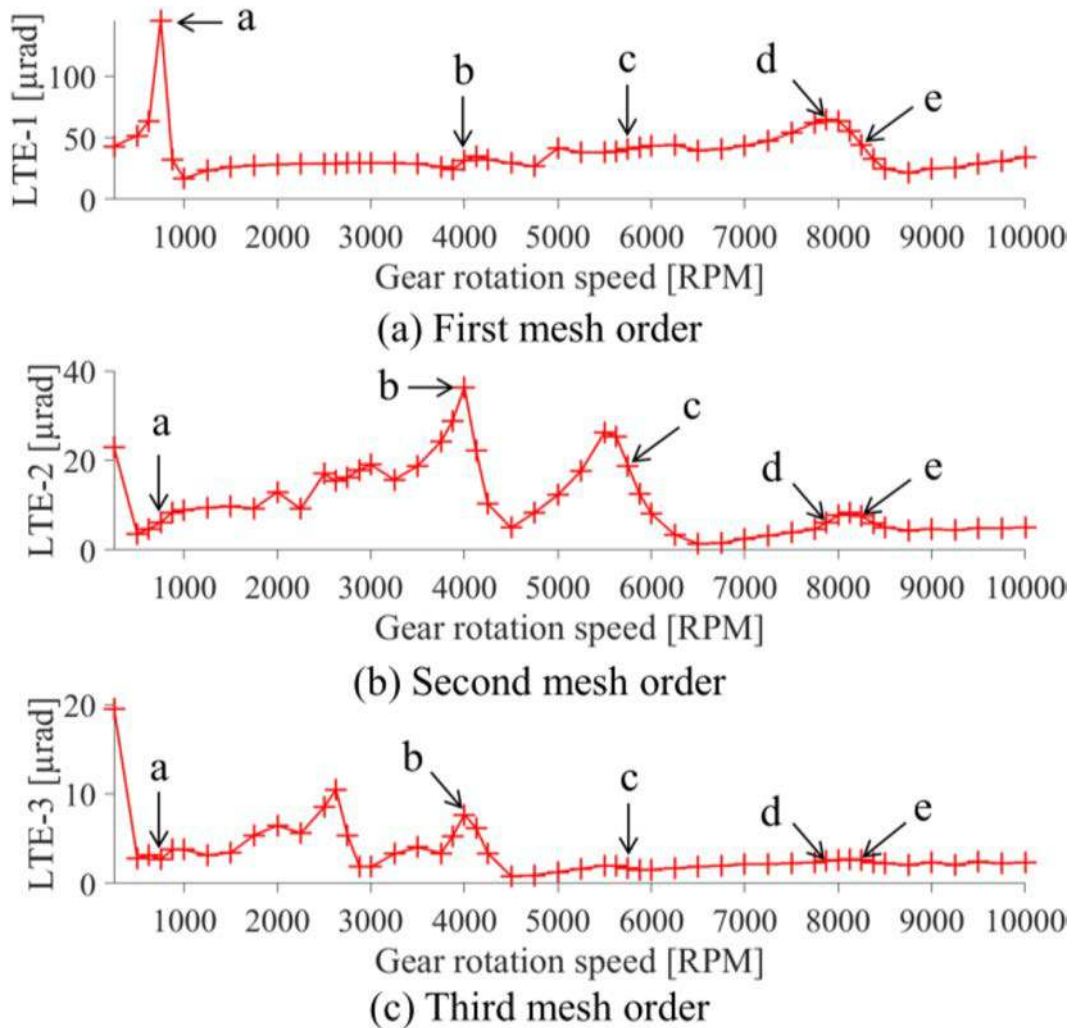 LTE-1 [μrad]
100
50
0
a
b
c
d
e
1000 2000 3000 4000 5000 6000 7000 8000 9000 10000
Gear rotation speed [RPM]
(a) First mesh order
LTE-2 [μrad]
40
20
0
a
b
c
d
e
1000 2000 3000 4000 5000 6000 7000 8000 9000 10000
Gear rotation speed [RPM]
(b) Second mesh order
LTE-3 [μrad]
20
10
0
a
b
c
d
e
1000 2000 3000 4000 5000 6000 7000 8000 9000 10000
Gear rotation speed [RPM]
(c) Third mesh order